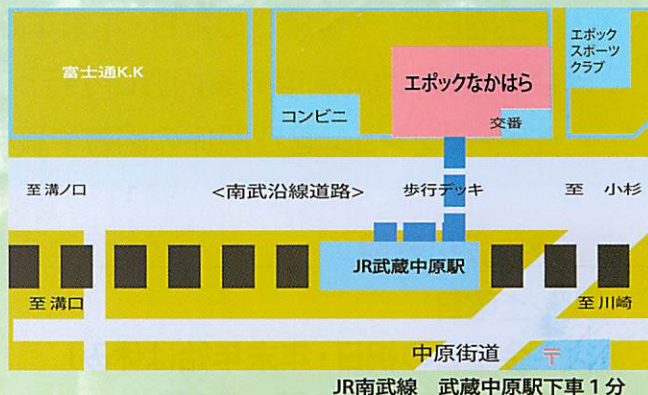 富士通K.K
エポック
スポーツ
クラブ
エポックなかはら
コンビニ
交番
至 溝ノ口
<南武沿線道路>
歩行デッキ
至 小杉
JR武蔵中原駅
至 溝口
至 川崎
中原街道
〒
JR南武線 武蔵中原駅下車1分